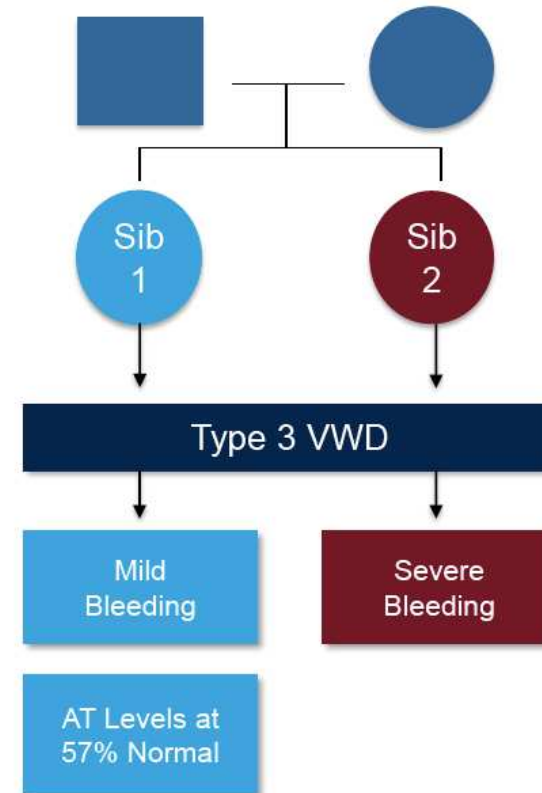 Sib
1
Sib
2
Type 3 VWD
Mild
Bleeding
Severe
Bleeding
AT Levels at
57% Normal